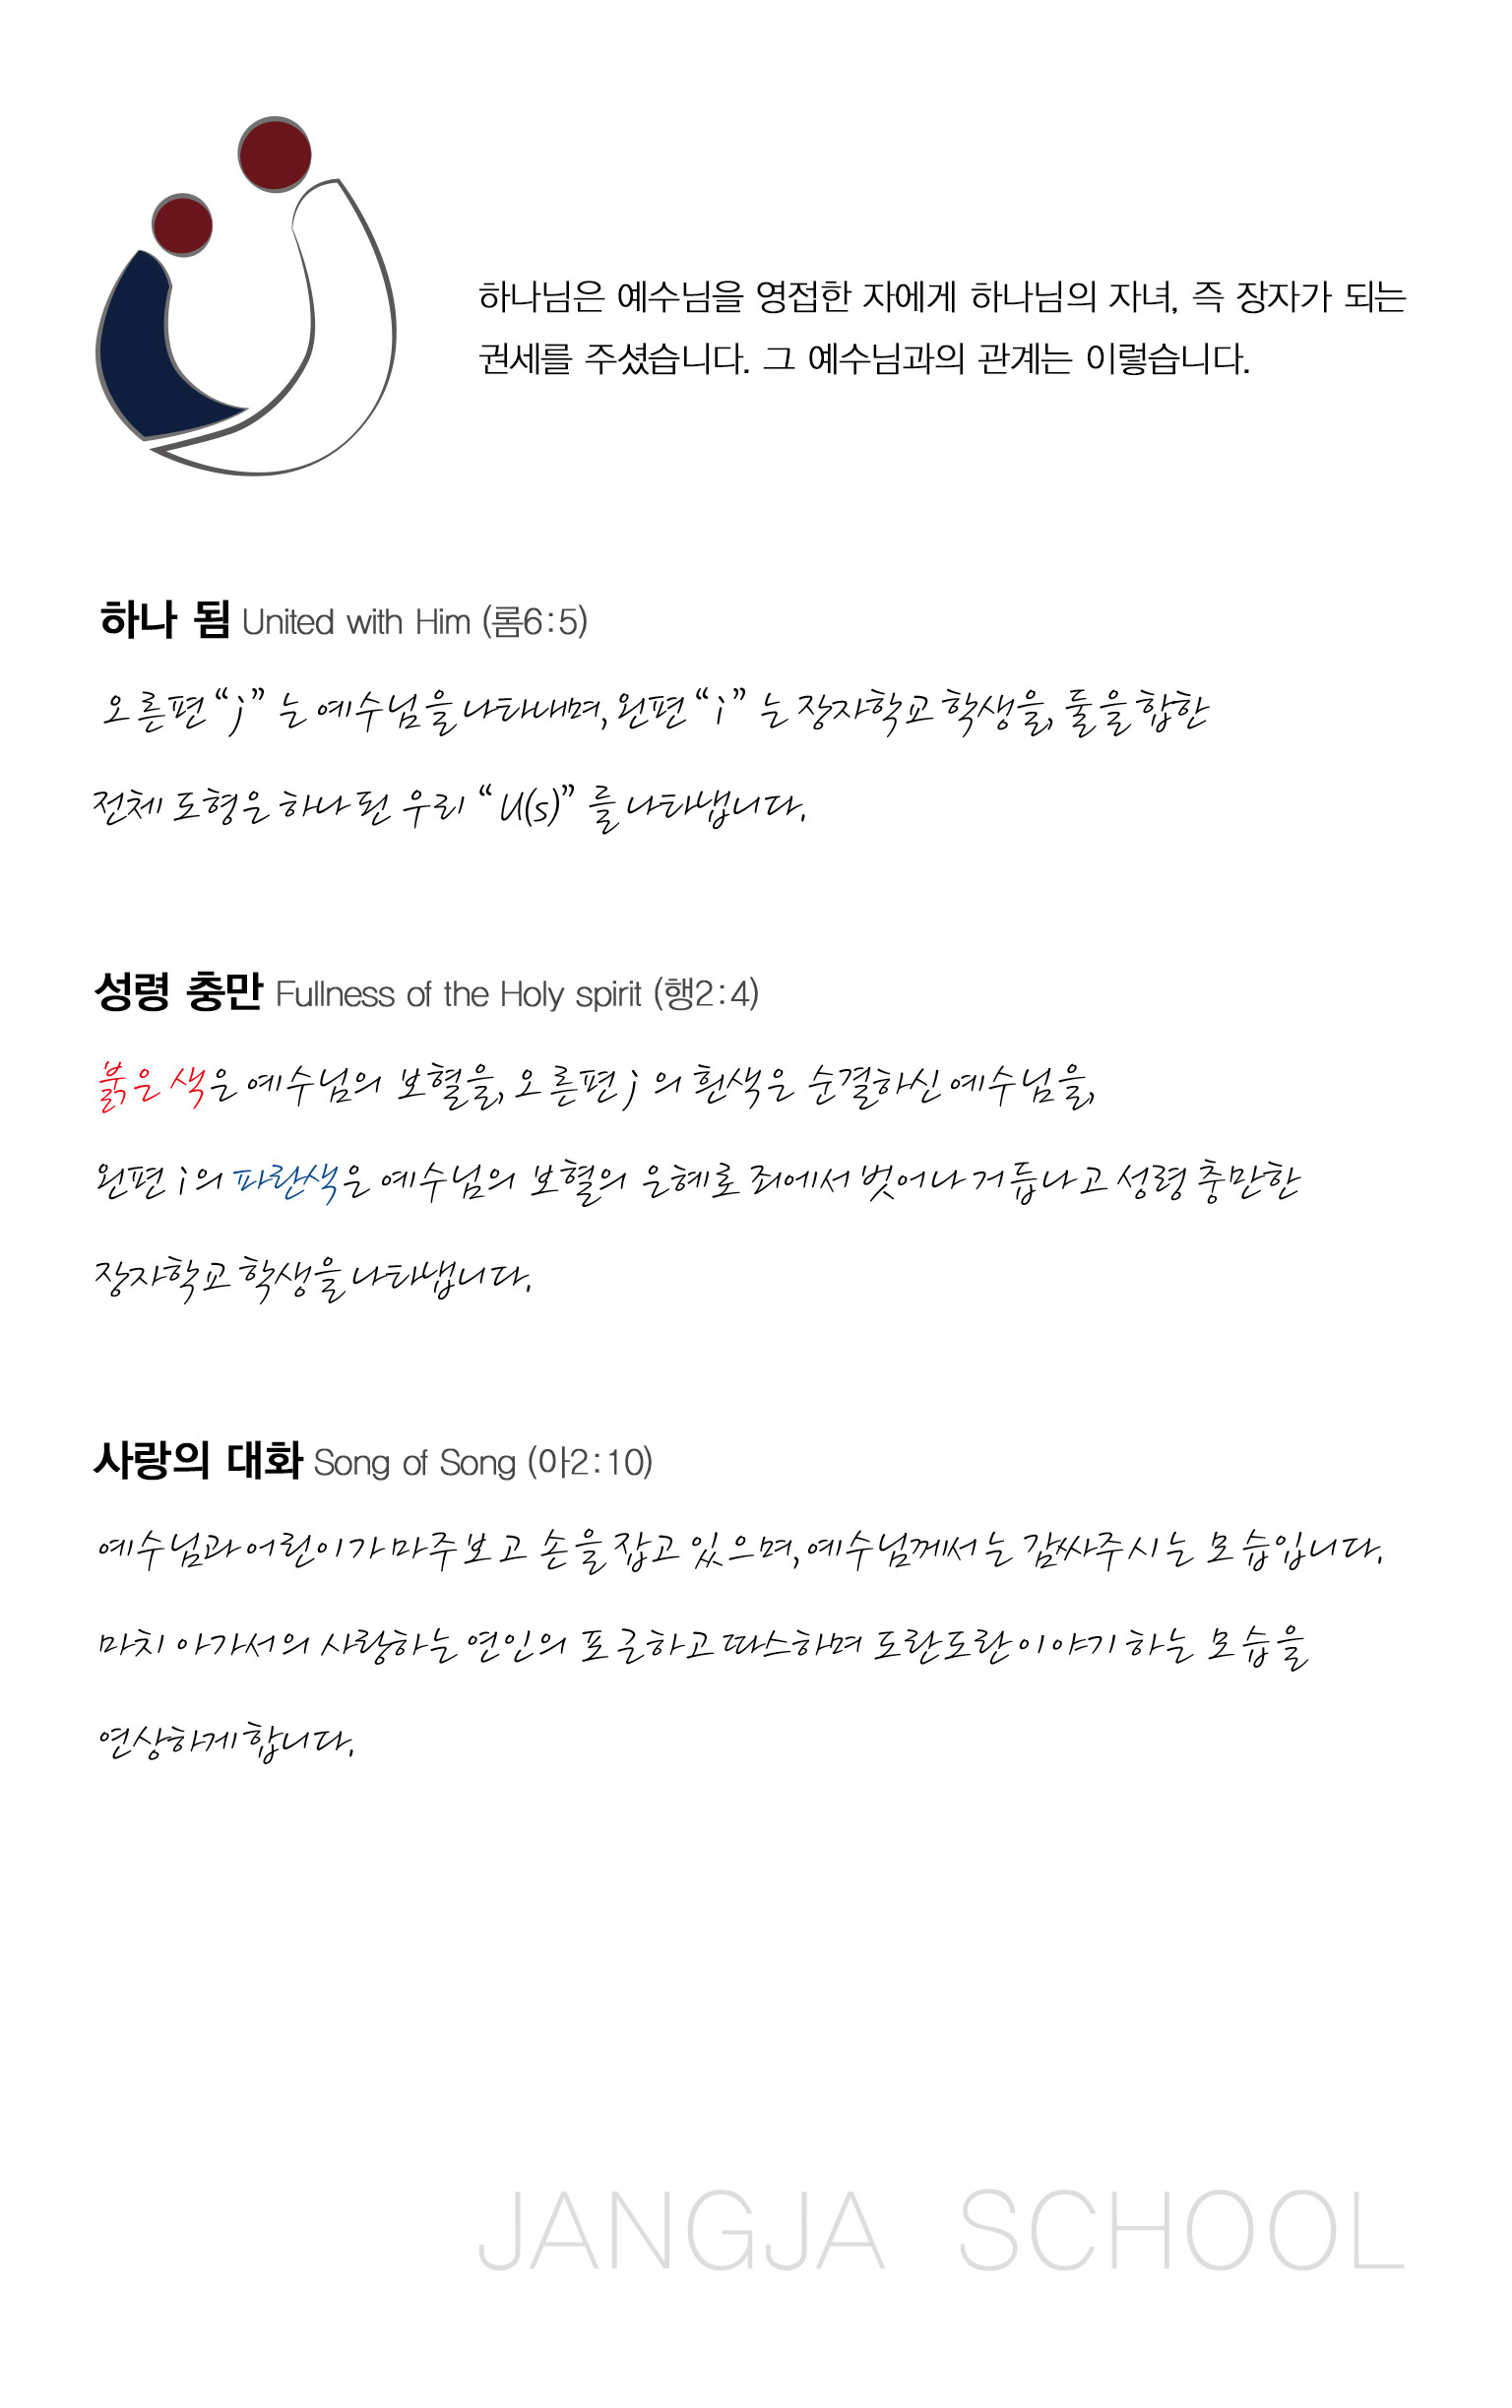 하나님은 예수님을 영접한 자에게 하나님의 자녀, 즉 장자가 되는
권세를 주셨습니다. 그 예수님과의 관계는 이렇습니다.
하나 됨 United with Him (롬6:5)
오른편 “j” 는 예수님을 나타내며, 왼편 “i” 는 장자학교 학생을, 둘을 합한
전체 도형은 하나 된 우리 “U(s)” 를 나타냅니다.
성령 충만 Fullness of the Holy spirit (행2:4)
붉은 색은 예수님의 보혈을, 오른편 j 의 흰색은 순결하신 예수님을,
왼편 i의 파란색은 예수님의 보혈의 은혜로 죄에서 벗어나 거듭나고 성령 충만한
장자학교 학생을 나타냅니다.
사랑의 대화 Song of Song (아2:10)
예수님과 어린이가 마주보고 손을 잡고 있으며, 예수님께서는 감싸주시는 모습입니다.
마치 아가서의 사랑하는 연인의 포근하고 따스하며 도란도란 이야기 하는 모습을
연상하게 합니다.
JANGJA SCHOOL